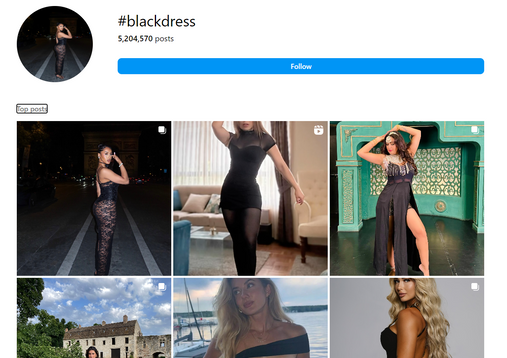 #blackdress
5,204,570 posts
Follow
Top posts